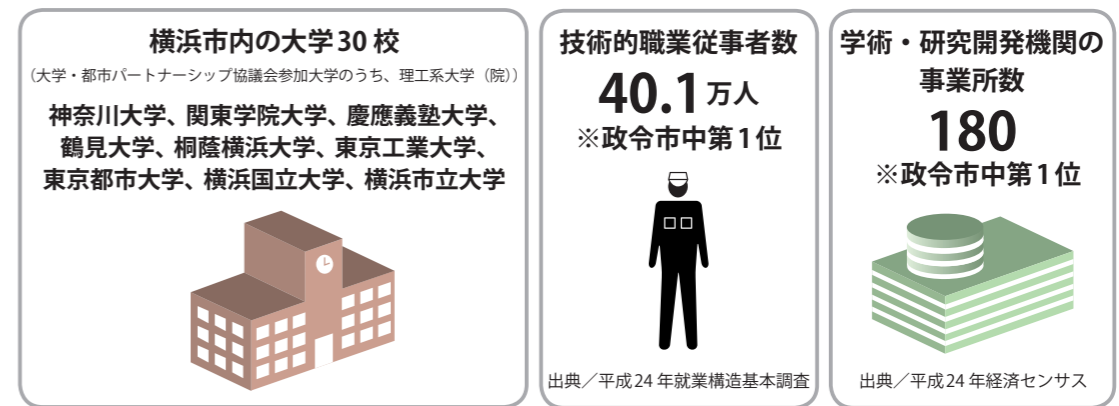 横浜市内の大学30校
（大学・都市パートナーシップ協議会参加大学のうち、理工系大学（院））
神奈川大学、関東学院大学、慶應義塾大学、
鶴見大学、桐蔭横浜大学、東京工業大学、
東京都市大学、横浜国立大学、横浜市立大学
技術的職業従事者数
40.1万人
※政令市中第1位
出典／平成24年就業構造基本調査
学術・研究開発機関の
事業所数
180
※政令市中第1位
出典／平成24年経済センサス